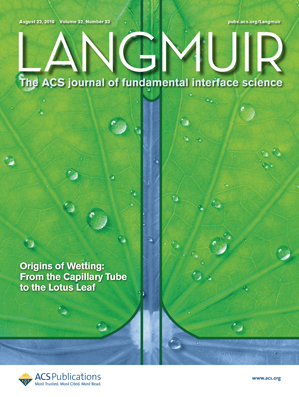 August 23, 2016 Volume 32, Number 33 pubs.acs.org/Langmuir
LANGMUIR
The ACS journal of fundamental interface science
Origins of Wetting:
From the Capillary Tube
to the Lotus Leaf
ACS Publications
Most Trusted. Most Cited. Most Read.
www.acs.org